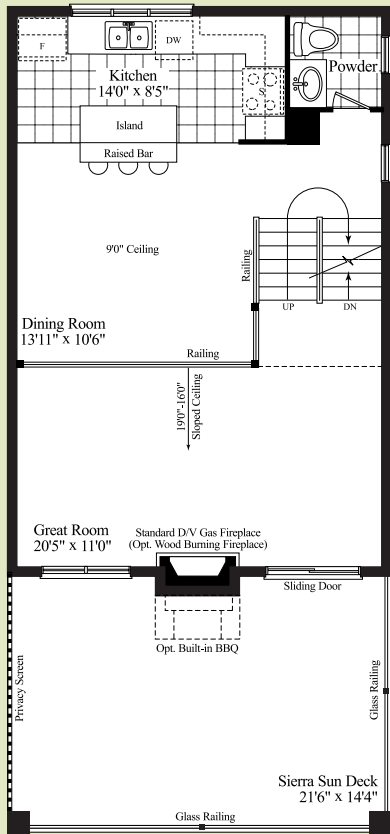 F
DW
Powder
Kitchen
14'0" x 8'5"
S
Island
Raised Bar
9'0" Ceiling
Railing
UP
DN
Dining Room
13'11" x 10'6"
Railing
19'0"-16'0"
Sloped Ceiling
Great Room
20'5" x 11'0"
Standard D/V Gas Fireplace
(Opt. Wood Burning Fireplace)
Sliding Door
Opt. Built-in BBQ
Privacy Screen
Glass Railing
Sierra Sun Deck
21'6" x 14'4"
Glass Railing